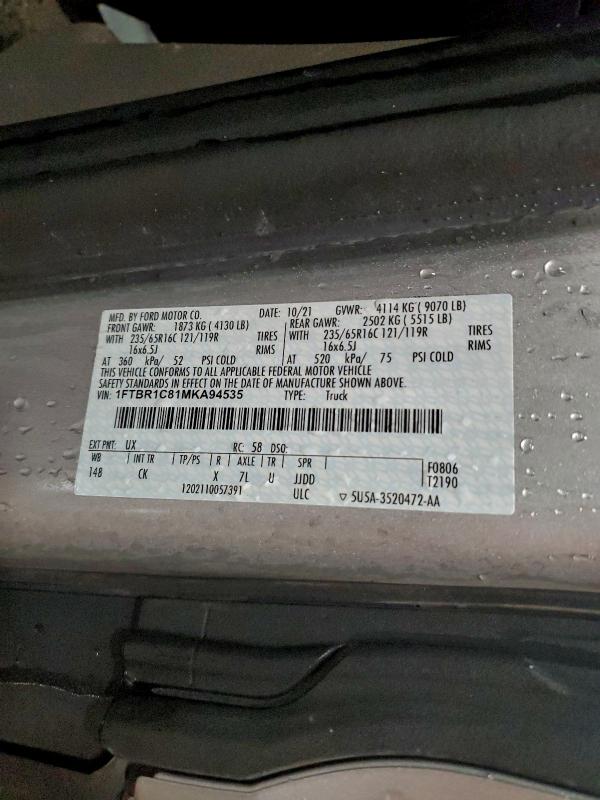 MFD. BY FORD MOTOR CO. DATE: 10/21 GVWR: 4114 KG ( 9070 LB)
FRONT GAWR: 1873 KG ( 4130 LB) REAR GAWR: 2502 KG ( 5515 LB)
WITH 235/65R16C 121/119R TIRES WITH 235/65R16C 121/119R TIRES
16x6.5J RIMS 16x6.5J RIMS
AT 360 kPa/ 52 PSI COLD AT 520 kPa/ 75 PSI COLD
THIS VEHICLE CONFORMS TO ALL APPLICABLE FEDERAL MOTOR VEHICLE
SAFETY STANDARDS IN EFFECT ON THE DATE OF MANUFACTURE SHOWN ABOVE.
VIN: 1FTBR1C81MKA94535 TYPE: Truck
EXT PNT: UX RC: 58 DSO:
WB INT TR TP/PS R AXLE TR SPR F0806
148 CK X 7L U JJDD T2190
1202110057391 ULC ▽ 5U5A-3520472-AA